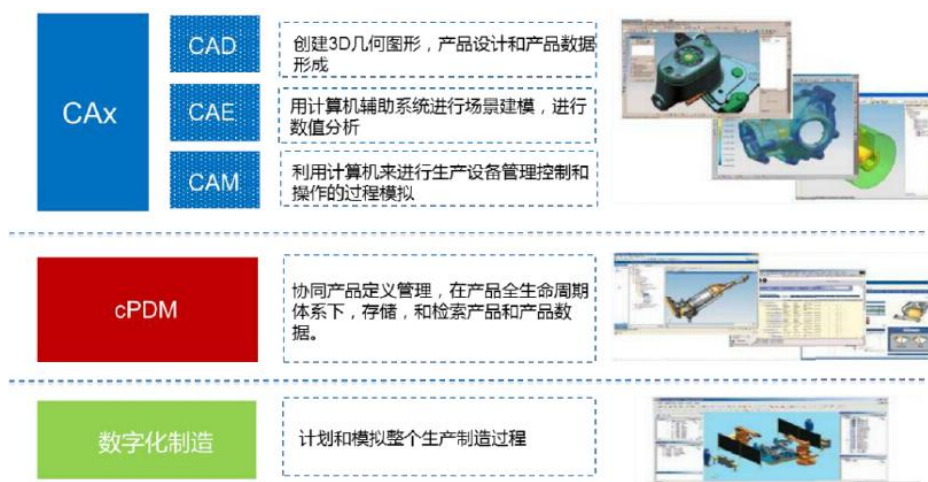 CAx
CAD
创建3D几何图形，产品设计和产品数据
形成
CAE
用计算机辅助系统进行场景建模，进行
数值分析
CAM
利用计算机来进行生产设备管理控制和
操作的过程模拟
cPDM
协同产品定义管理，在产品全生命周期
体系下，存储，和检索产品和产品数
据。
数字化制造
计划和模拟整个生产制造过程